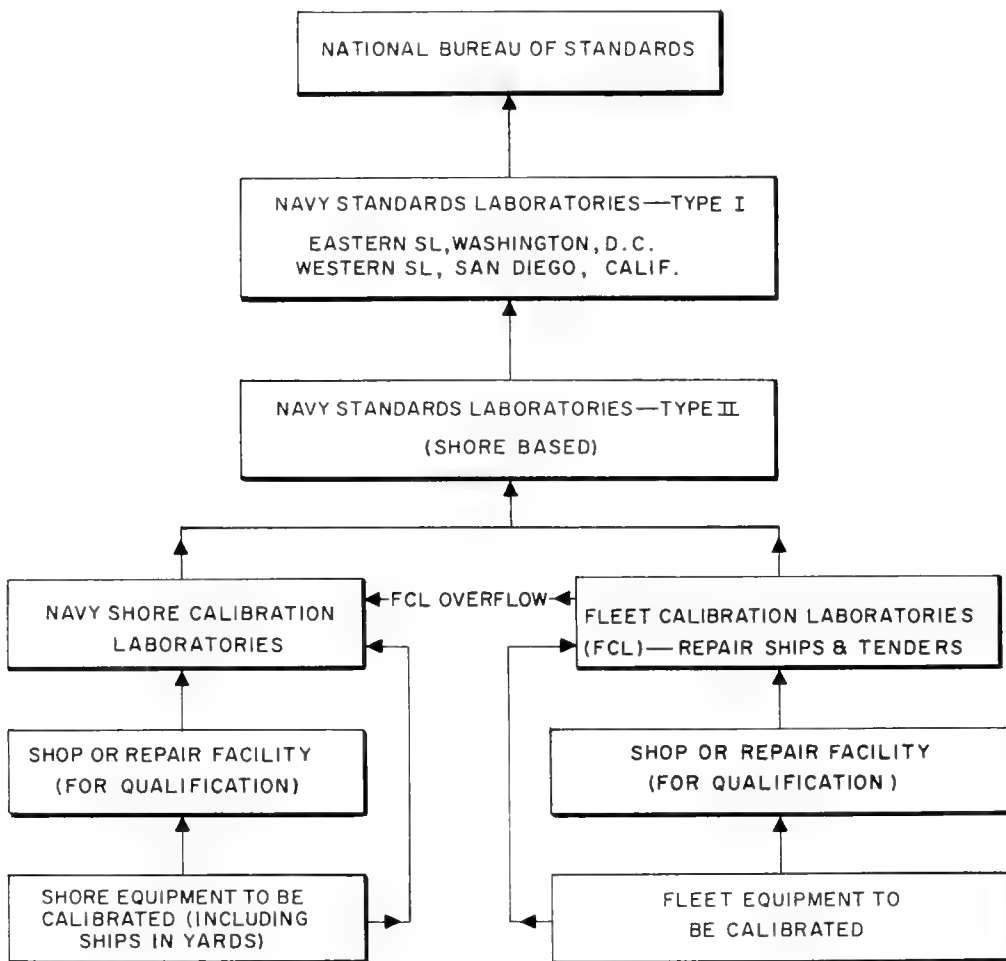 NATIONAL BUREAU OF STANDARDS
NAVY STANDARDS LABORATORIES—TYPE I
EASTERN SL, WASHINGTON, D.C.
WESTERN SL, SAN DIEGO, CALIF.
NAVY STANDARDS LABORATORIES—TYPE II
(SHORE BASED)
NAVY SHORE CALIBRATION
LABORATORIES
FCL OVERFLOW
FLEET CALIBRATION LABORATORIES
(FCL)—REPAIR SHIPS & TENDERS
SHOP OR REPAIR FACILITY
(FOR QUALIFICATION)
SHOP OR REPAIR FACILITY
(FOR QUALIFICATION)
SHORE EQUIPMENT TO BE
CALIBRATED (INCLUDING
SHIPS IN YARDS)
FLEET EQUIPMENT TO
BE CALIBRATED